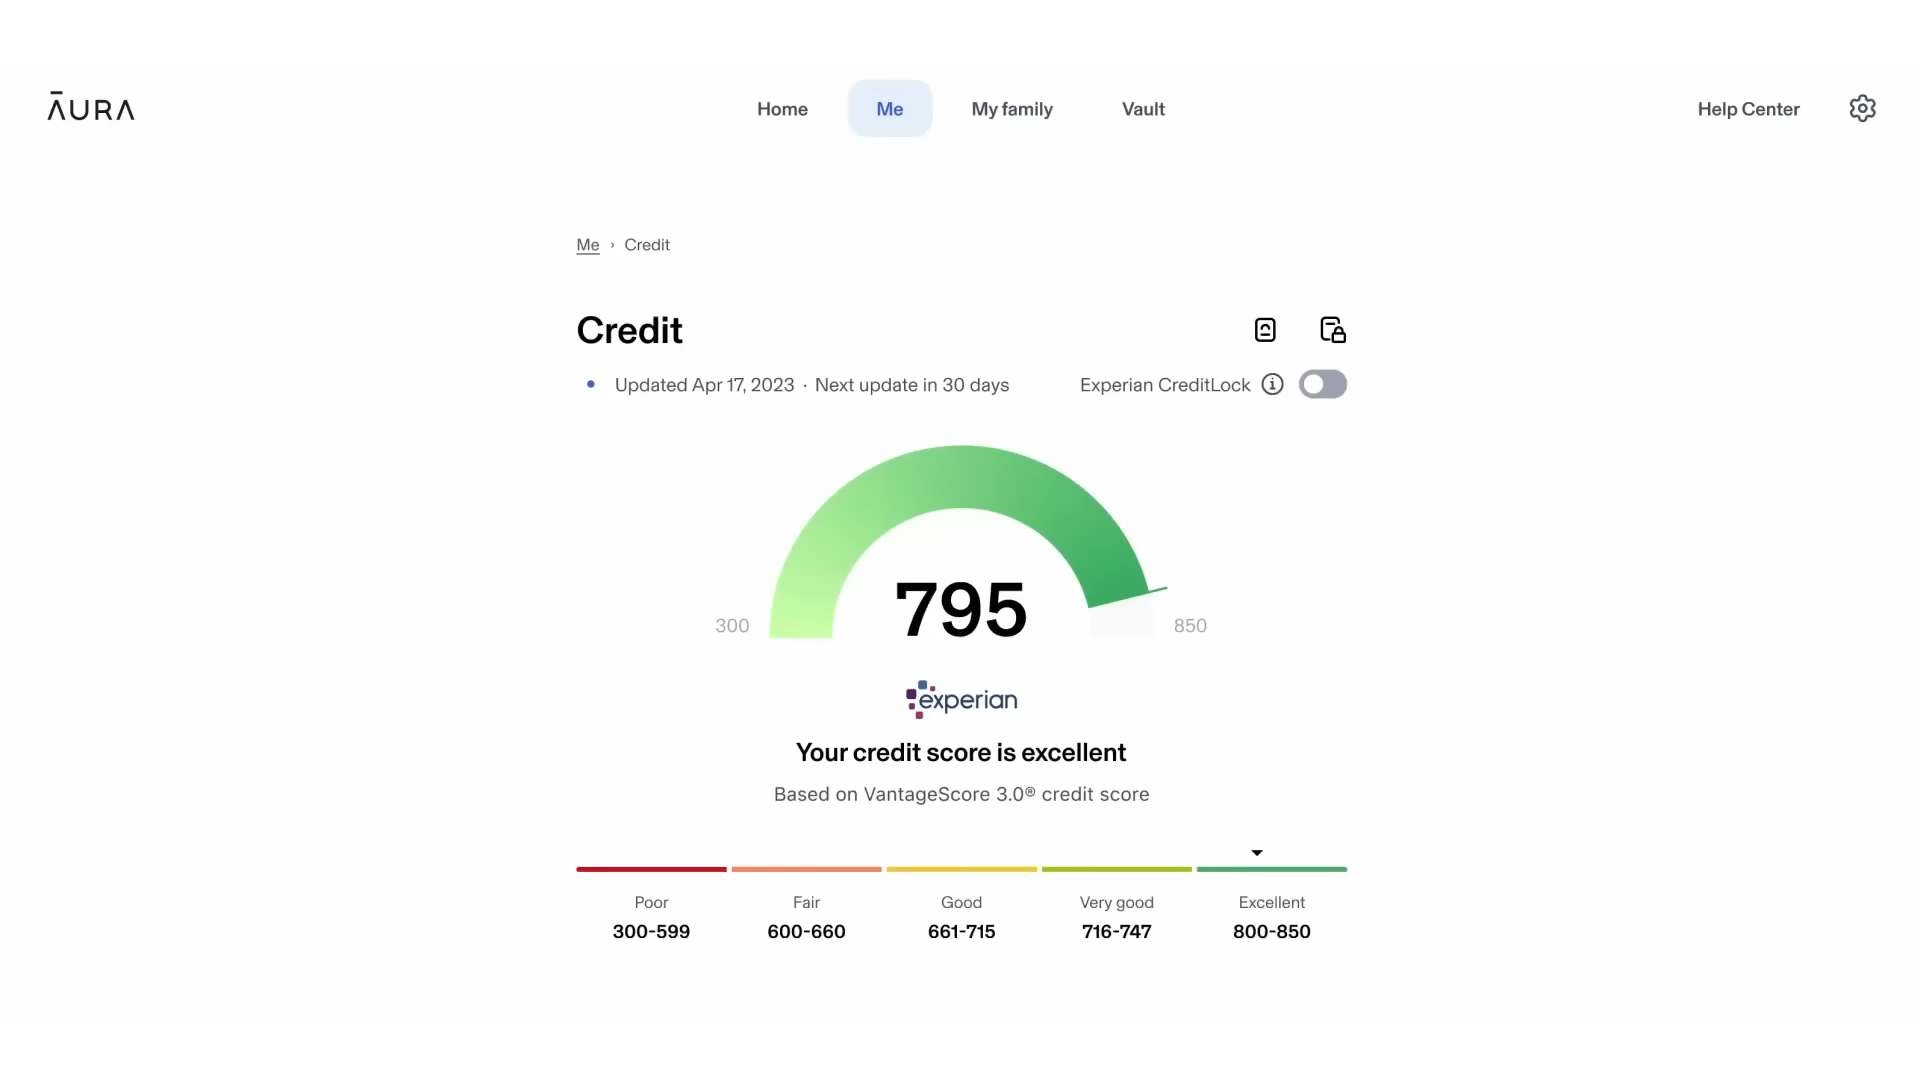 ĀURA
Home Me My family Vault Help Center
Me › Credit
Credit
• Updated Apr 17, 2023 · Next update in 30 days Experian CreditLock
795
300 850
experian
Your credit score is excellent
Based on VantageScore 3.0® credit score
Poor Fair Good Very good Excellent
300-599 600-660 661-715 716-747 800-850